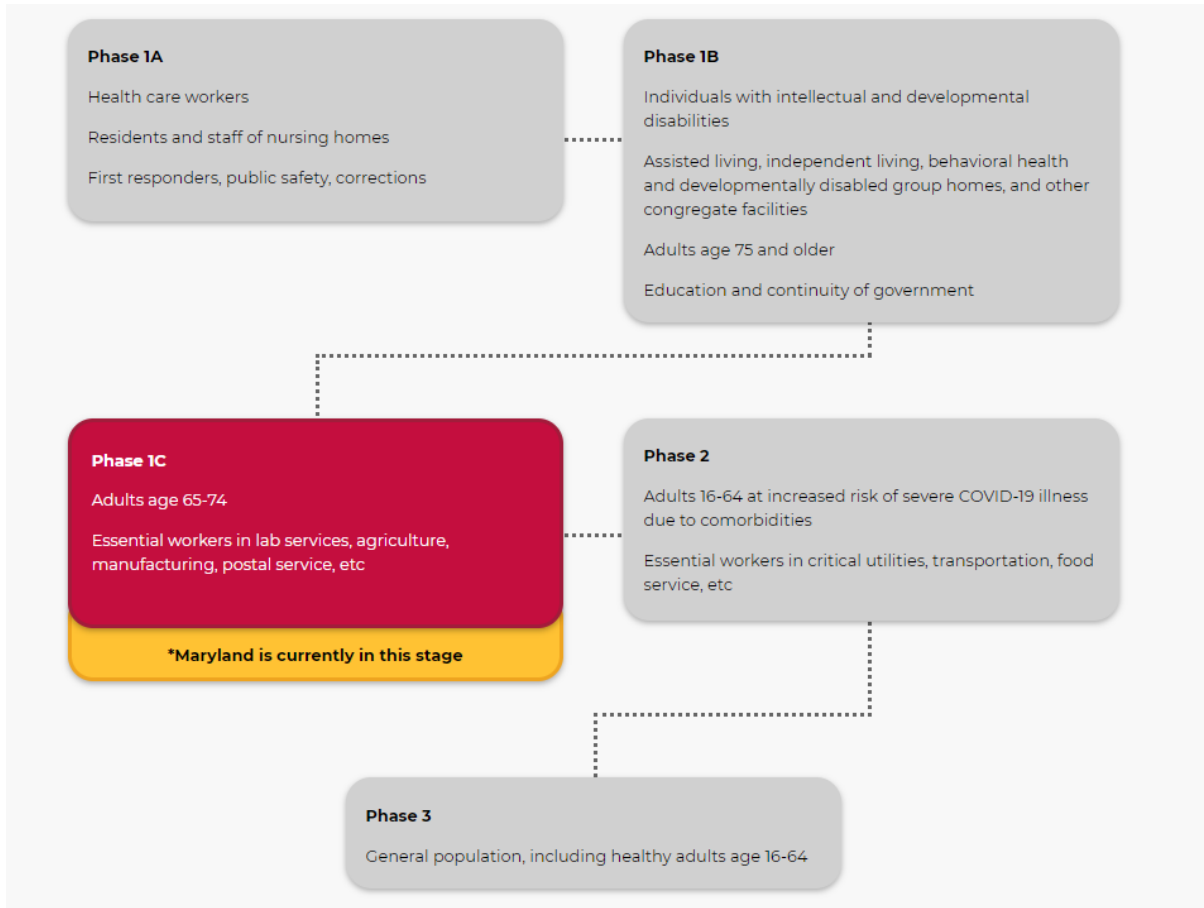 Phase 1A
Health care workers
Residents and staff of nursing homes
First responders, public safety, corrections
Phase 1B
Individuals with intellectual and developmental
disabilities
Assisted living, independent living, behavioral health
and developmentally disabled group homes, and other
congregate facilities
Adults age 75 and older
Education and continuity of government
Phase 1C
Adults age 65-74
Essential workers in lab services, agriculture,
manufacturing, postal service, etc
*Maryland is currently in this stage
Phase 2
Adults 16-64 at increased risk of severe COVID-19 illness
due to comorbidities
Essential workers in critical utilities, transportation, food
service, etc
Phase 3
General population, including healthy adults age 16-64